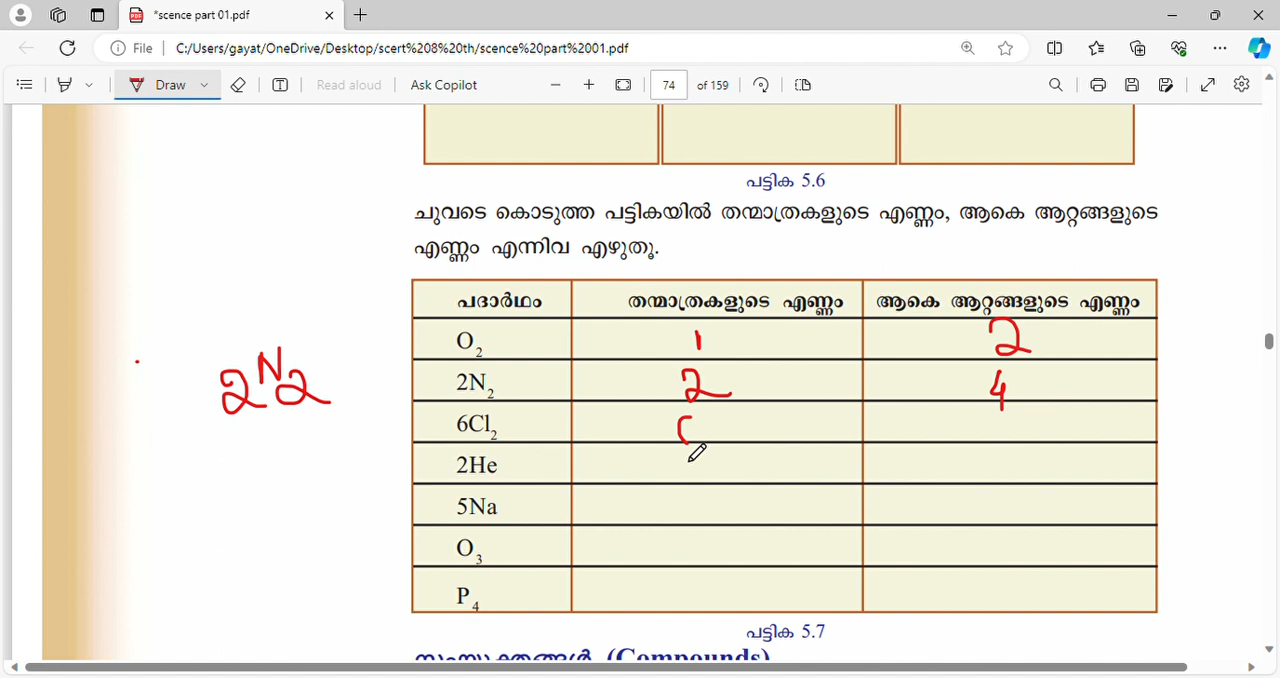 *scence part 01.pdf
File
C:/Users/gayat/OneDrive/Desktop/scert%208%20th/scence%20part%2001.pdf
Draw
Read aloud
Ask Copilot
74 of 159
പട്ടിക 5.6
ചുവടെ കൊടുത്ത പട്ടികയിൽ തന്മാത്രകളുടെ എണ്ണം, ആകെ ആറ്റങ്ങളുടെ
എണ്ണം എന്നിവ എഴുതൂ.
പദാർഥം തന്മാത്രകളുടെ എണ്ണം ആകെ ആറ്റങ്ങളുടെ എണ്ണം
O₂ 1 2
2N₂ 2N₂ 2 4
6Cl₂
2He
5Na
O₃
P₄
പട്ടിക 5.7
സംയുക്തങ്ങൾ (Compounds)